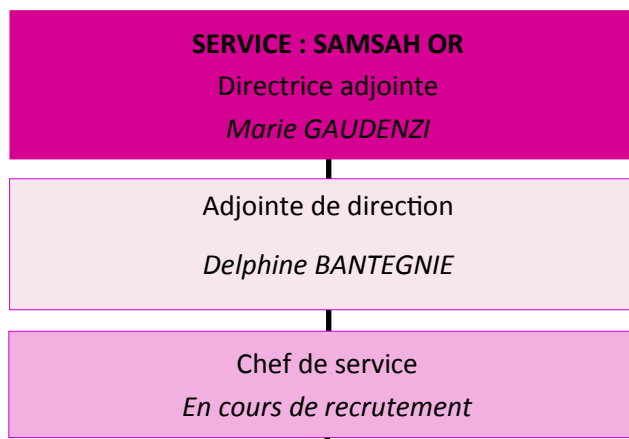 SERVICE : SAMSAH OR
Directrice adjointe
Marie GAUDENZI
Adjointe de direction
Delphine BANTEGNIE
Chef de service
En cours de recrutement